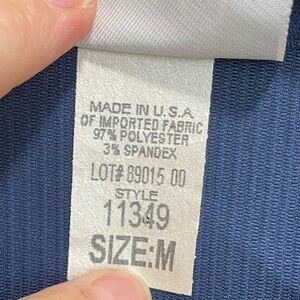 MADE IN U.S.A
OF IMPORTED FABRIC
97% POLYESTER
3% SPANDEX
LOT# 89015 00
STYLE
11349
SIZE:M